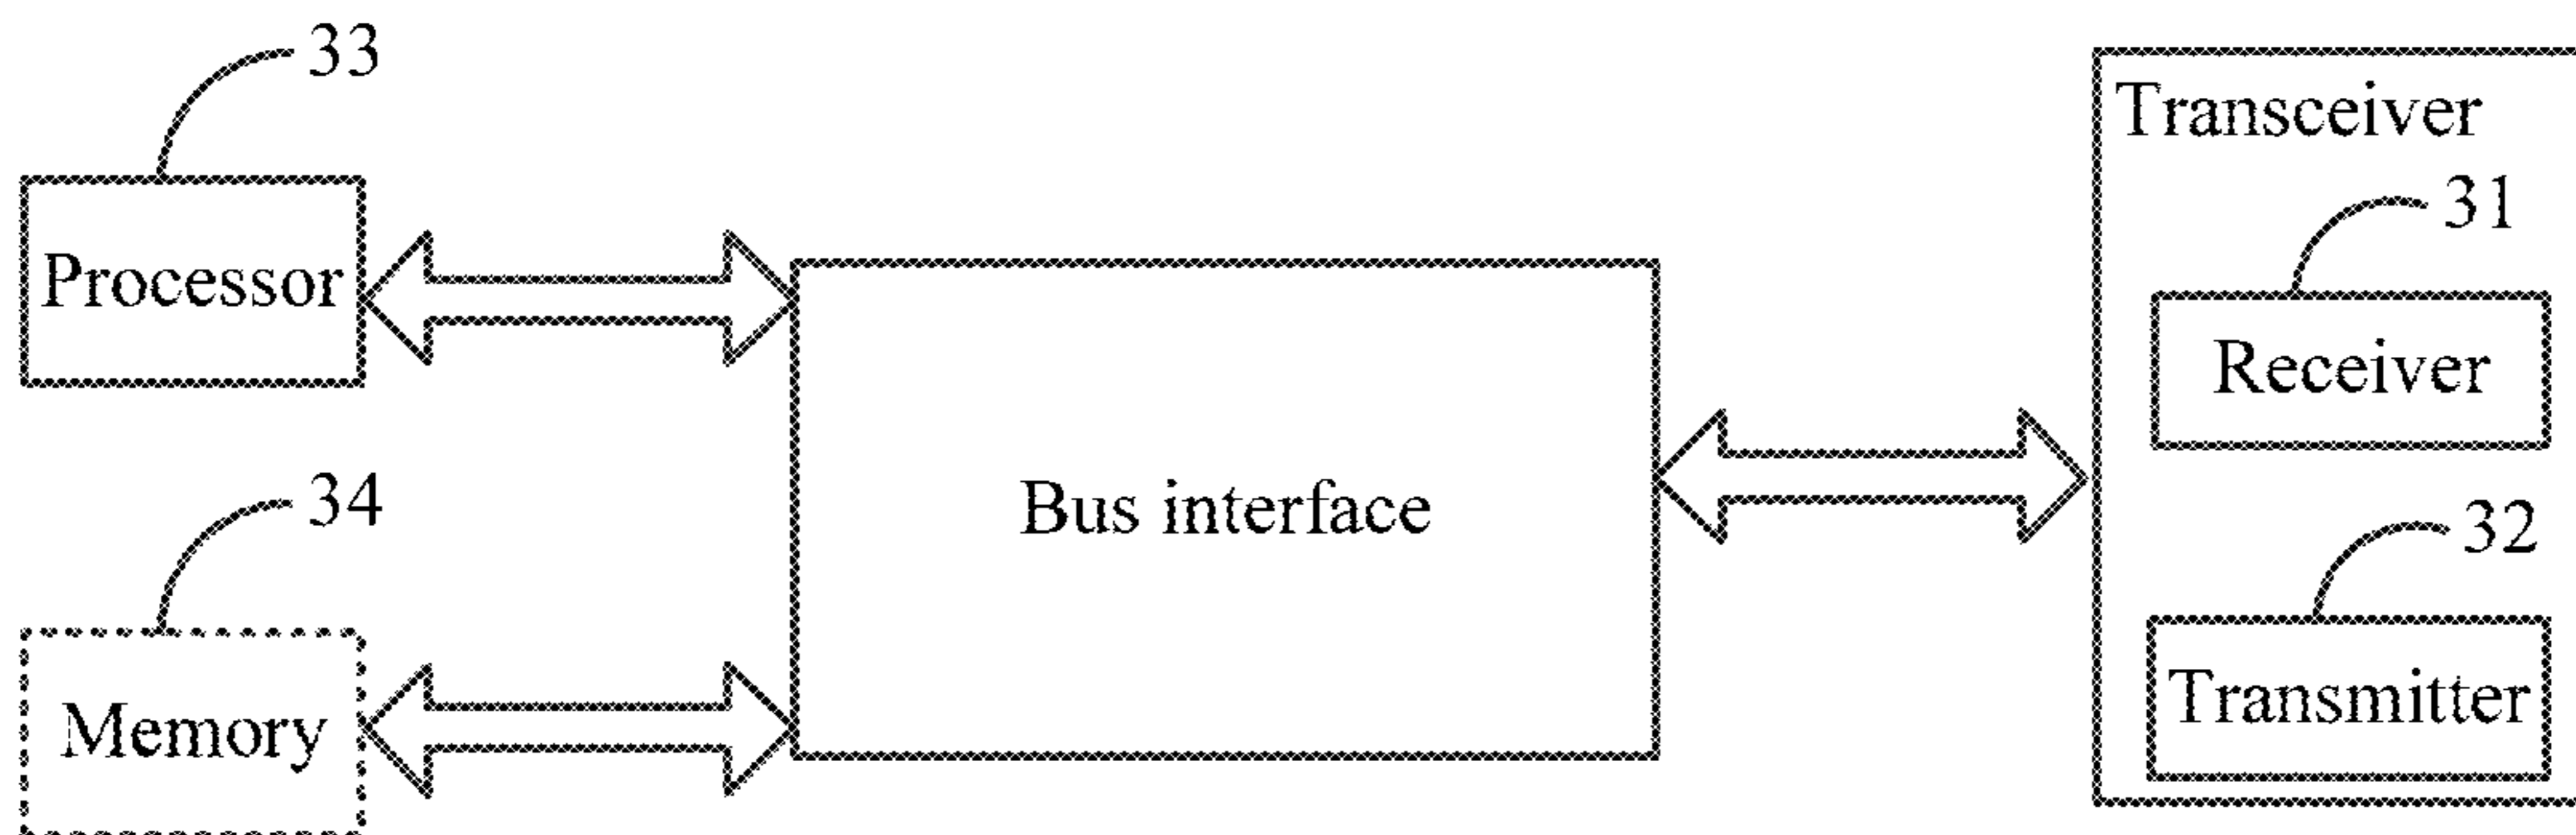 33
Transceiver
31
Processor
Receiver
34
Bus interface
32
Memory
Transmitter